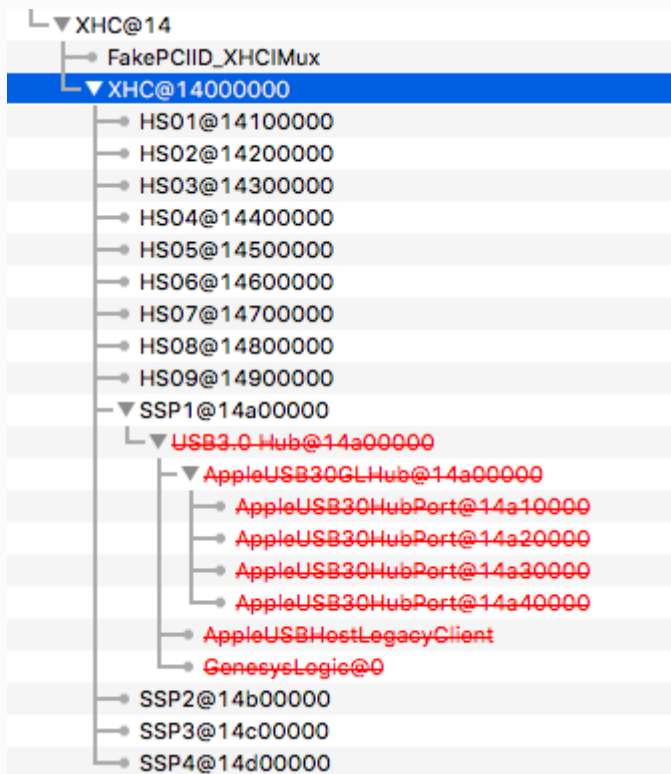 XHC@14
FakePCIID_XHCIMux
XHC@14000000
HS01@14100000
HS02@14200000
HS03@14300000
HS04@14400000
HS05@14500000
HS06@14600000
HS07@14700000
HS08@14800000
HS09@14900000
SSP1@14a00000
USB3.0 Hub@14a00000
AppleUSB30GLHub@14a00000
AppleUSB30HubPort@14a10000
AppleUSB30HubPort@14a20000
AppleUSB30HubPort@14a30000
AppleUSB30HubPort@14a40000
AppleUSBHostLegacyClient
GenesysLogic@0
SSP2@14b00000
SSP3@14c00000
SSP4@14d00000